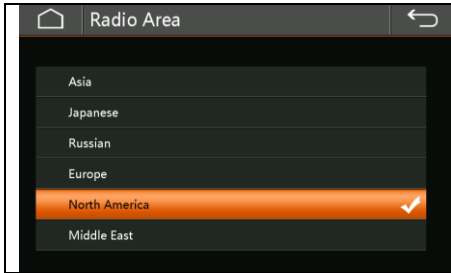 Radio Area
Asia
Japanese
Russian
Europe
North America
Middle East